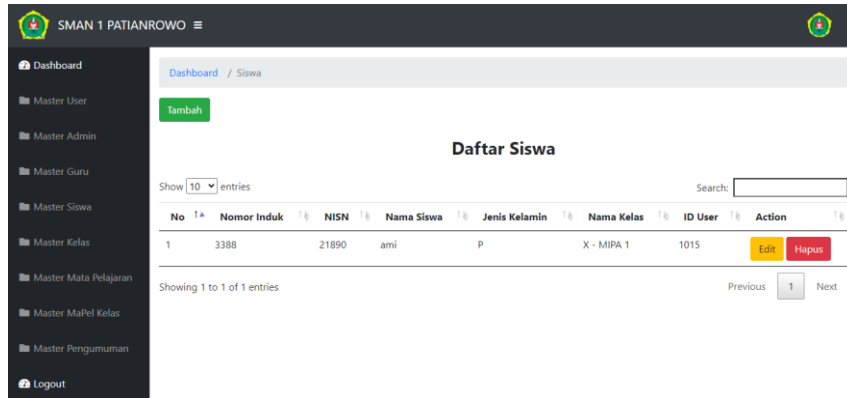 SMAN 1 PATIANROWO
Dashboard
Master User
Master Admin
Master Guru
Master Siswa
Master Kelas
Master Mata Pelajaran
Master MaPel Kelas
Master Pengumuman
Logout
Dashboard / Siswa
Tambah
Daftar Siswa
Show 10 entries Search:
No Nomor Induk NISN Nama Siswa Jenis Kelamin Nama Kelas ID User Action
1 3388 21890 ami P X - MIPA 1 1015 Edit Hapus
Showing 1 to 1 of 1 entries Previous 1 Next